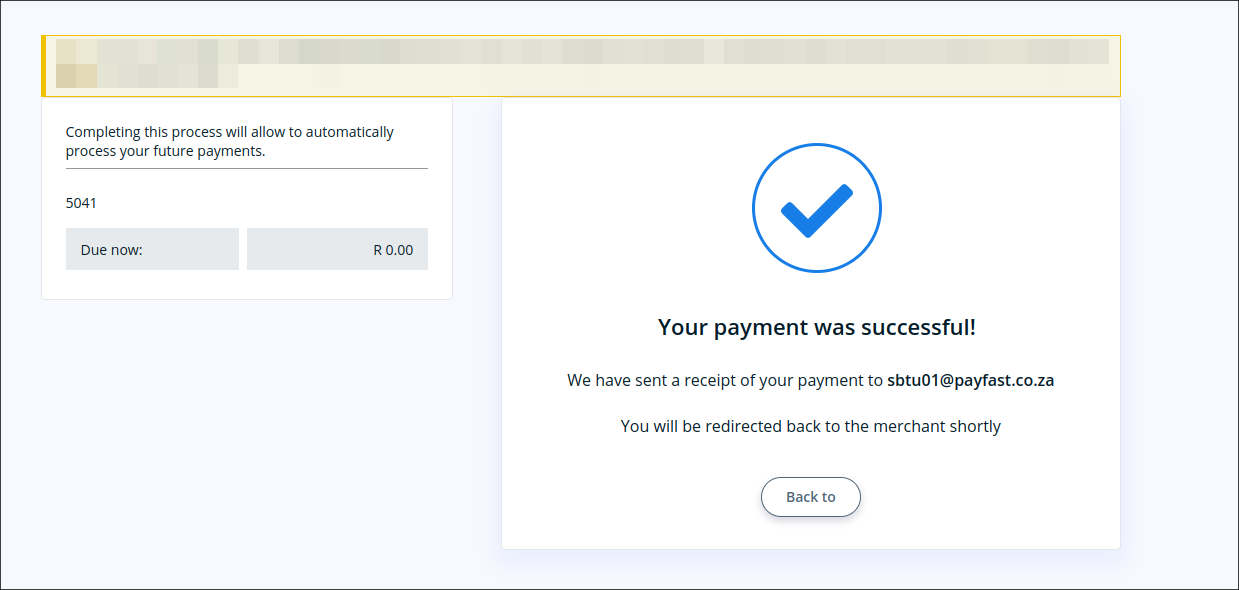 Completing this process will allow to automatically
process your future payments.
5041
Due now:
R 0.00
Your payment was successful!
We have sent a receipt of your payment to sbtu01@payfast.co.za
You will be redirected back to the merchant shortly
Back to